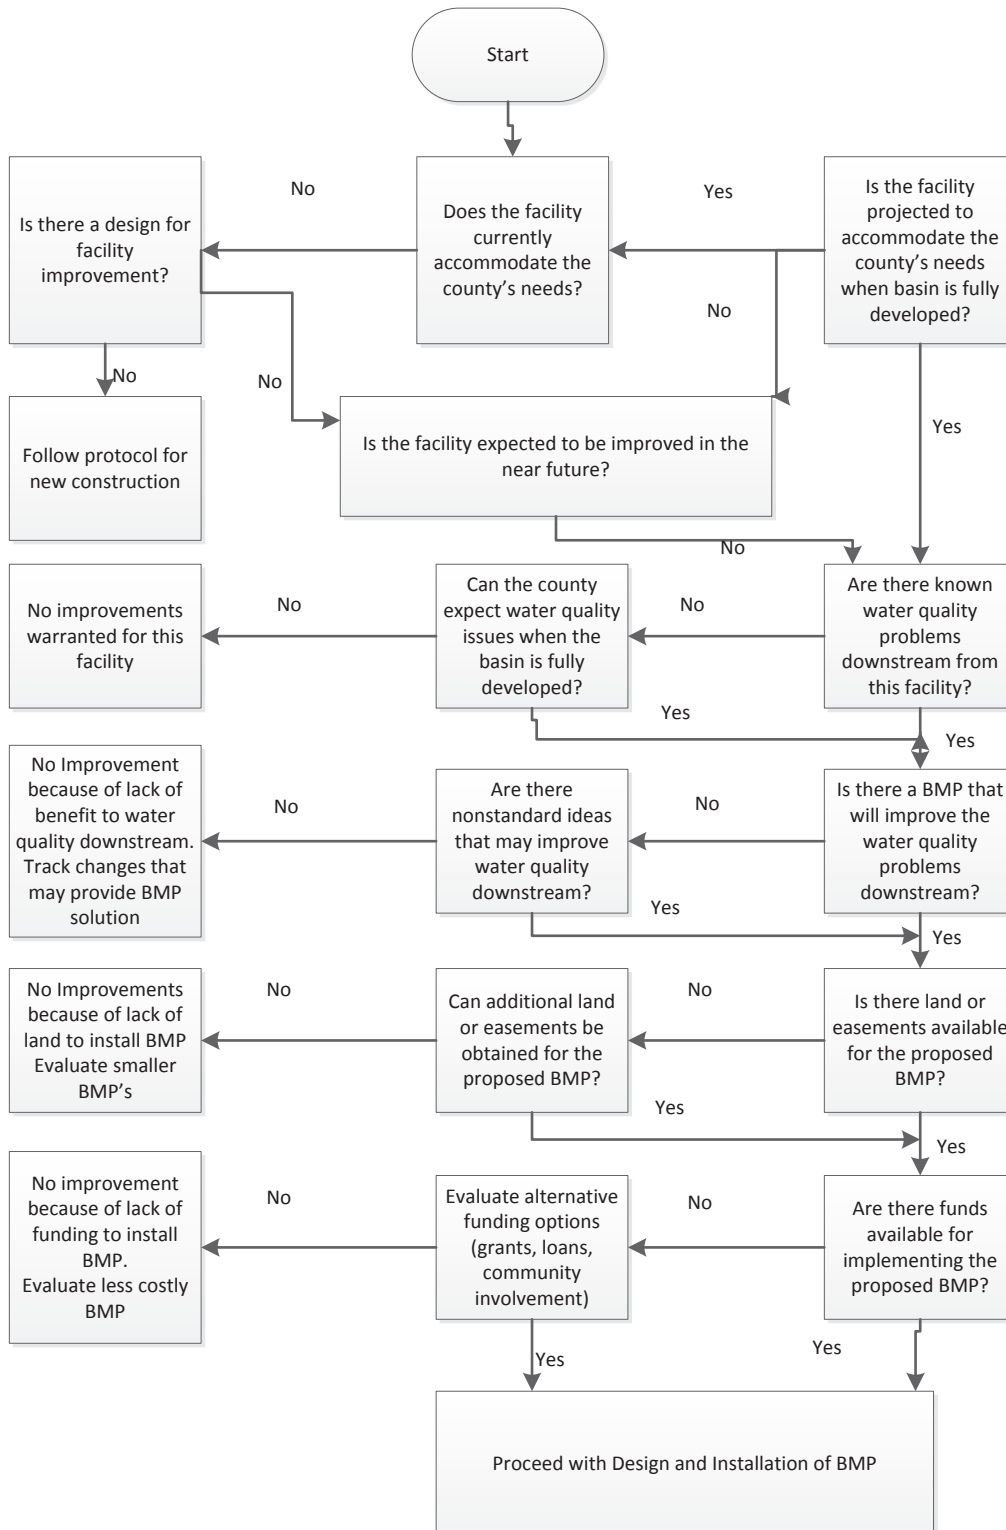 Start
No
Yes
Is there a design for
facility
improvement?
Does the facility
currently
accommodate the
county’s needs?
Is the facility
projected to
accommodate the
county’s needs
when basin is fully
developed?
No
No
No
Follow protocol for
new construction
Is the facility expected to be improved in the
near future?
Yes
No
No improvements
warranted for this
facility
No
Can the county
expect water quality
issues when the
basin is fully
developed?
No
Are there known
water quality
problems
downstream from
this facility?
Yes
Yes
No Improvement
because of lack of
benefit to water
quality downstream.
Track changes that
may provide BMP
solution
No
Are there
nonstandard ideas
that may improve
water quality
downstream?
No
Is there a BMP that
will improve the
water quality
problems
downstream?
Yes
Yes
No Improvements
because of lack of
land to install BMP
Evaluate smaller
BMP’s
No
Can additional land
or easements be
obtained for the
proposed BMP?
No
Is there land or
easements available
for the proposed
BMP?
Yes
Yes
No improvement
because of lack of
funding to install
BMP.
Evaluate less costly
BMP
No
Evaluate alternative
funding options
(grants, loans,
community
involvement)
No
Are there funds
available for
implementing the
proposed BMP?
Yes
Yes
Proceed with Design and Installation of BMP